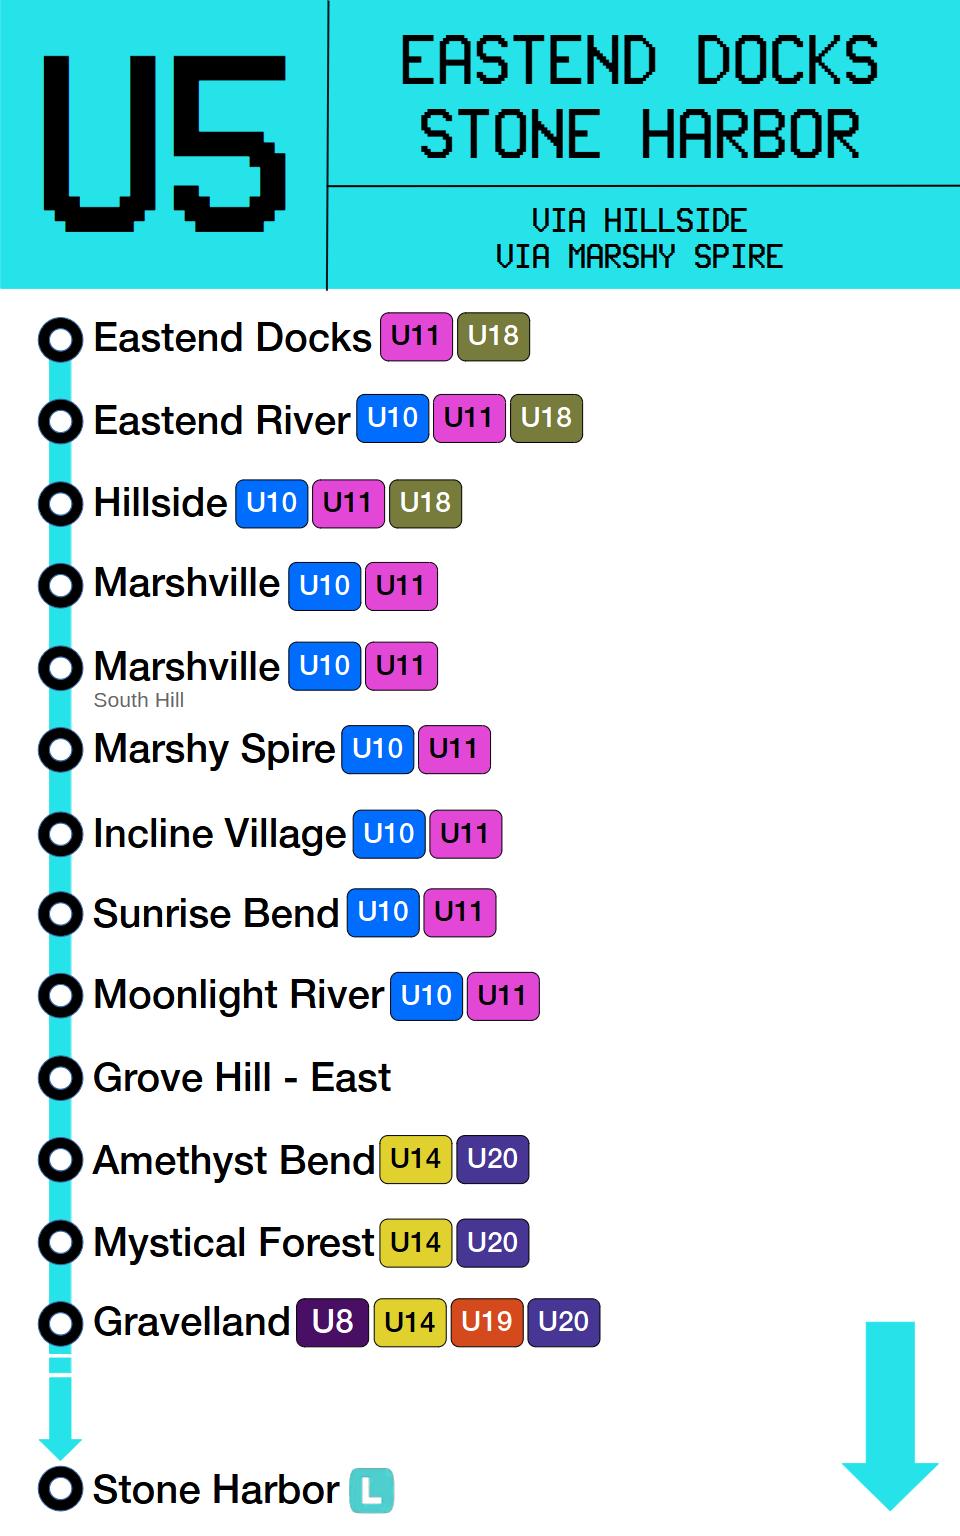 U5
EASTEND DOCKS
STONE HARBOR
VIA HILLSIDE
VIA MARSHY SPIRE
Eastend Docks U11 U18
Eastend River U10 U11 U18
Hillside U10 U11 U18
Marshville U10 U11
Marshville U10 U11
South Hill
Marshy Spire U10 U11
Incline Village U10 U11
Sunrise Bend U10 U11
Moonlight River U10 U11
Grove Hill - East
Amethyst Bend U14 U20
Mystical Forest U14 U20
Gravelland U8 U14 U19 U20
Stone Harbor L